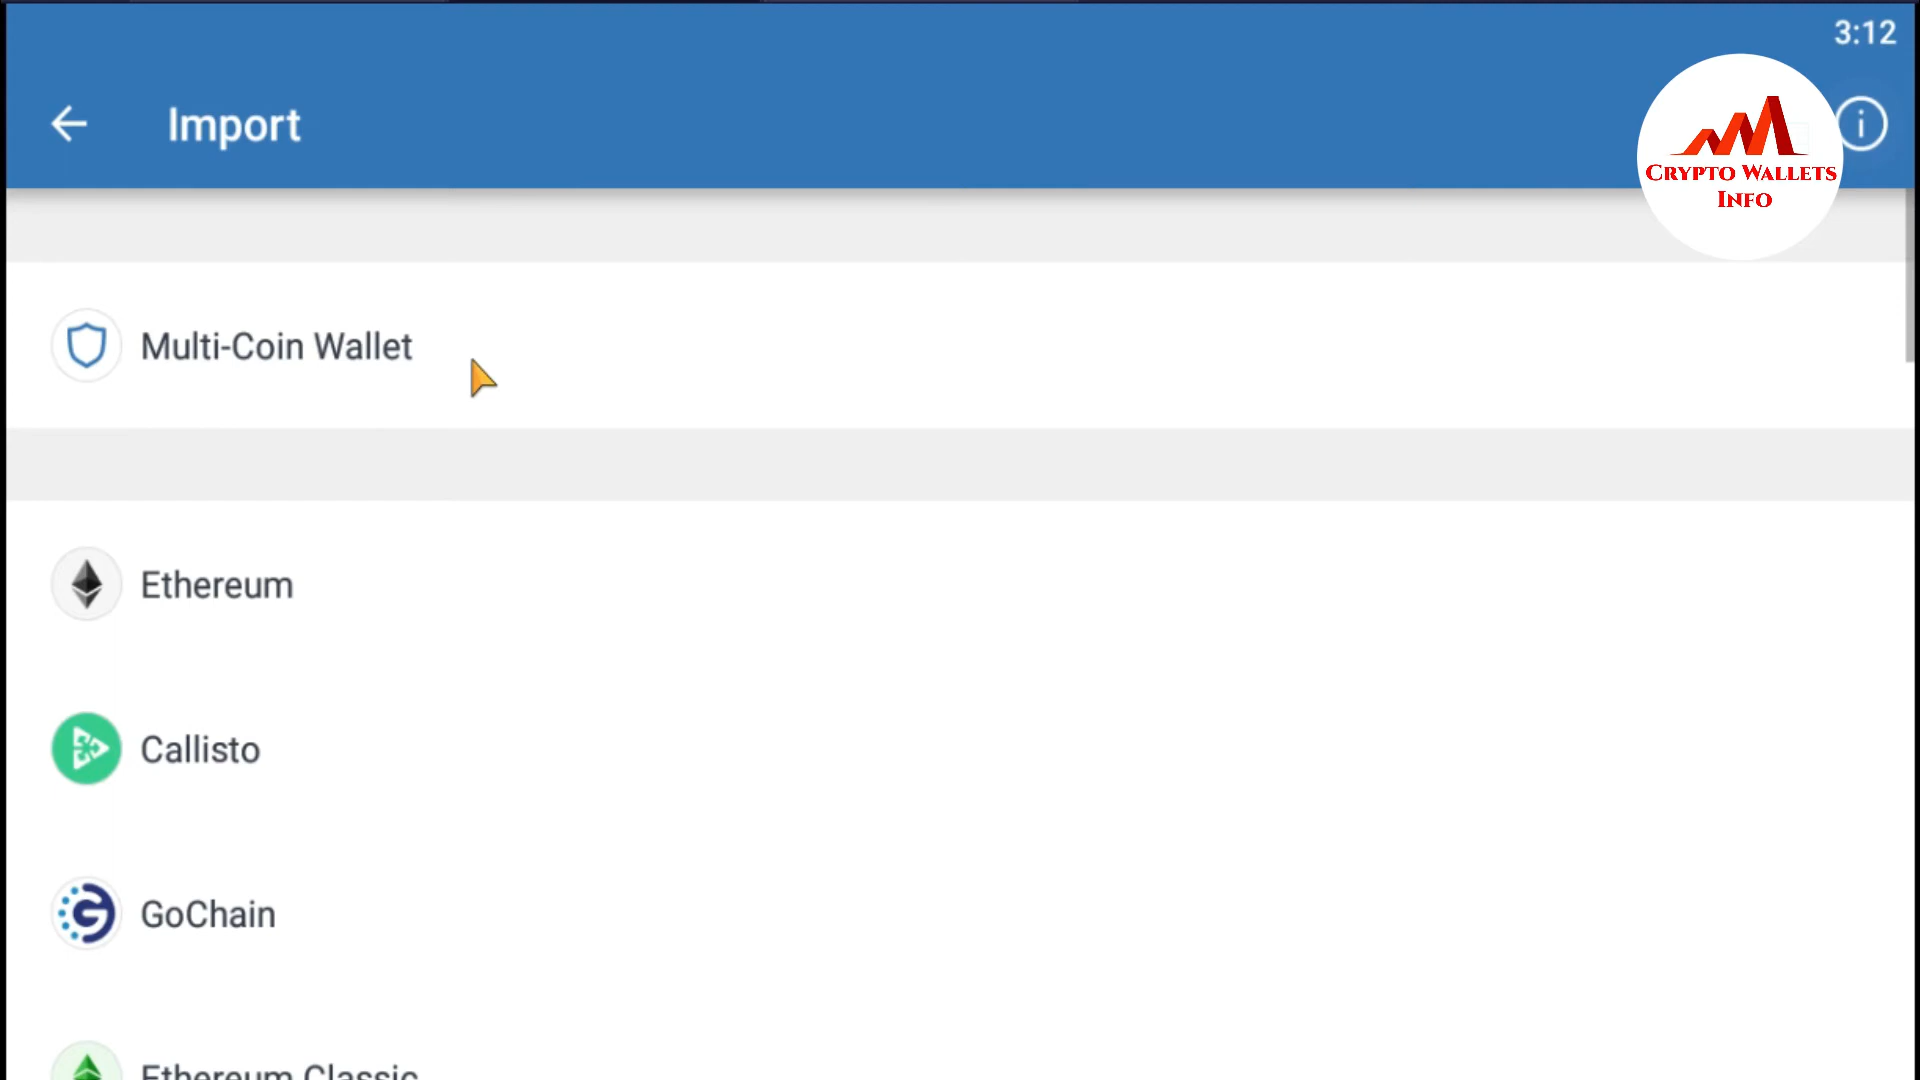 3:12
Import
CRYPTO WALLETS
INFO
Multi-Coin Wallet
Ethereum
Callisto
GoChain
Ethereum Classic